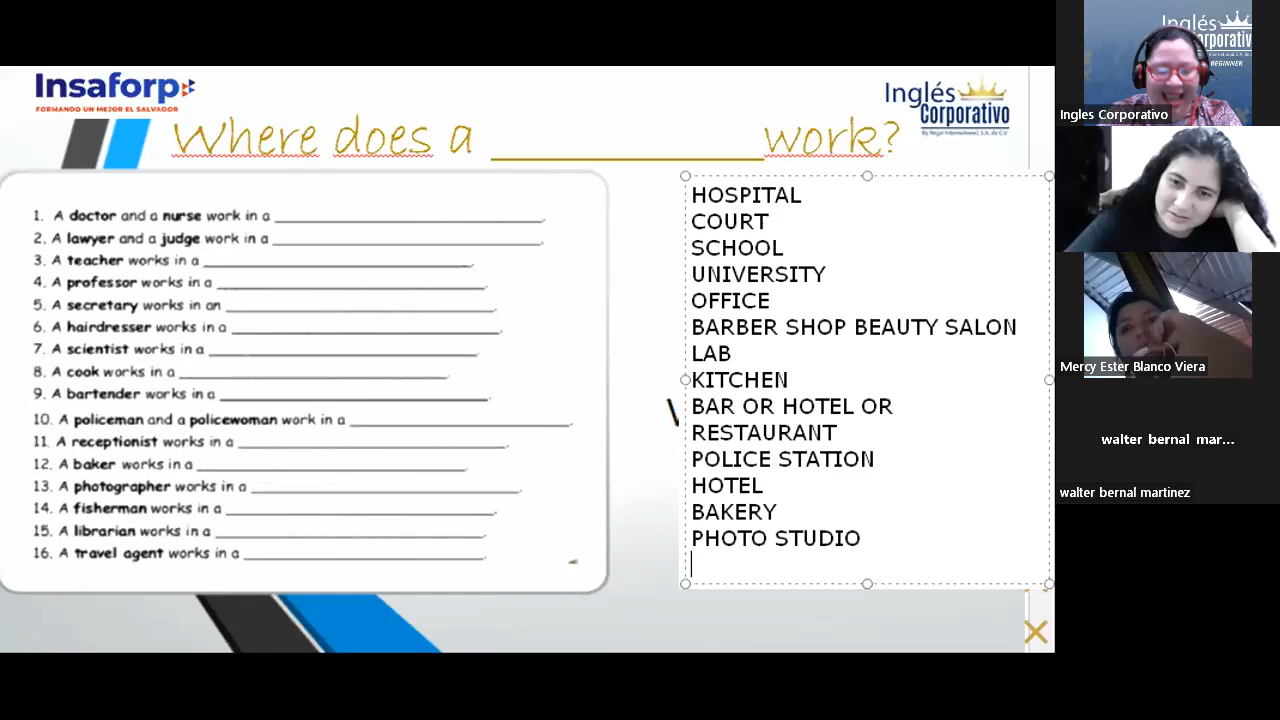 Insaforp
FORMANDO UN MEJOR EL SALVADOR
Inglés
Corporativo
By Regal International, S.A. de C.V.
Where does a ____________ work?
1. A doctor and a nurse work in a ____________.
2. A lawyer and a judge work in a ____________.
3. A teacher works in a ____________.
4. A professor works in a ____________.
5. A secretary works in an ____________.
6. A hairdresser works in a ____________.
7. A scientist works in a ____________.
8. A cook works in a ____________.
9. A bartender works in a ____________.
10. A policeman and a policewoman work in a ____________.
11. A receptionist works in a ____________.
12. A baker works in a ____________.
13. A photographer works in a ____________.
14. A fisherman works in a ____________.
15. A librarian works in a ____________.
16. A travel agent works in a ____________.
HOSPITAL
COURT
SCHOOL
UNIVERSITY
OFFICE
BARBER SHOP BEAUTY SALON
LAB
KITCHEN
BAR OR HOTEL OR
RESTAURANT
POLICE STATION
HOTEL
BAKERY
PHOTO STUDIO
Inglés
BEGINNER
Ingles Corporativo
Mercy Ester Blanco Viera
walter bernal mar...
walter bernal martinez